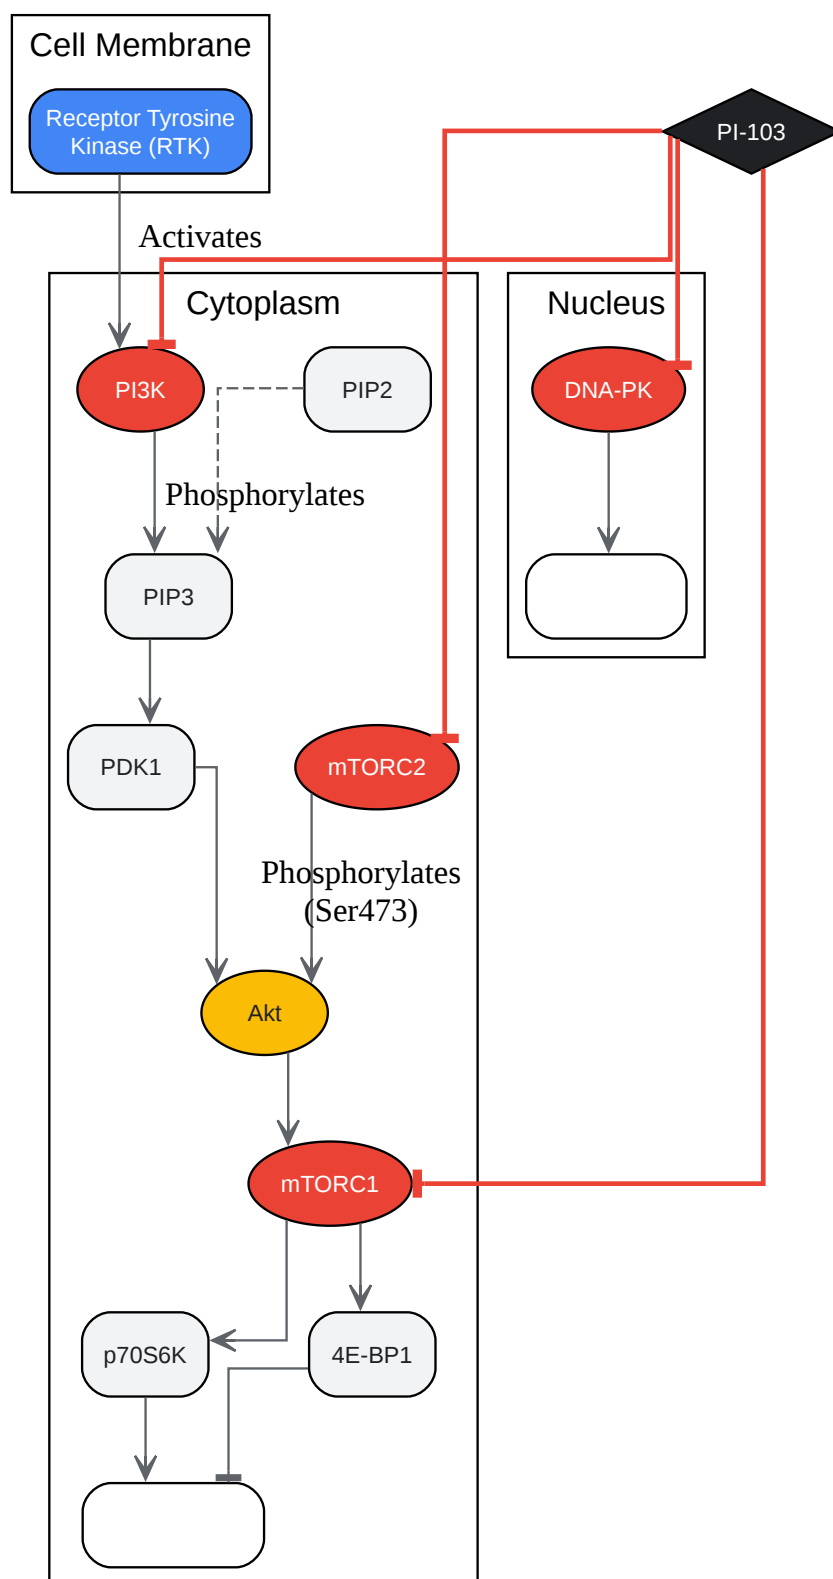 Cell Membrane
Receptor Tyrosine
Kinase (RTK)
PI-103
Activates
Cytoplasm
Nucleus
PI3K
PIP2
DNA-PK
Phosphorylates
PIP3
PDK1
mTORC2
Phosphorylates
(Ser473)
Akt
mTORC1
p70S6K
4E-BP1